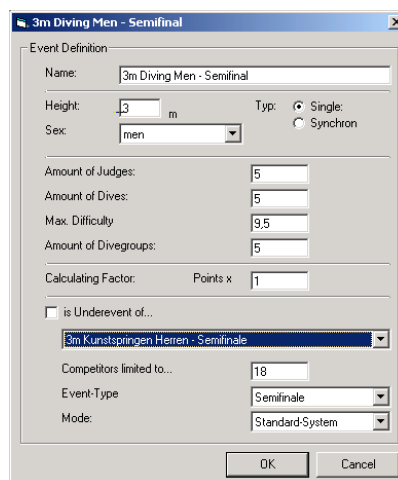 3m Diving Men - Semifinal
Event Definition
Name: 3m Diving Men - Semifinal
Height: 3 m Typ: Single:
Synchron
Sex: men
Amount of Judges: 5
Amount of Dives: 5
Max. Difficulty 9,5
Amount of Divegroups: 5
Calculating Factor: Points x 1
is Underevent of...
3m Kunstspringen Herren - Semifinale
Competitors limited to... 18
Event-Type Semifinale
Mode: Standard-System
OK Cancel